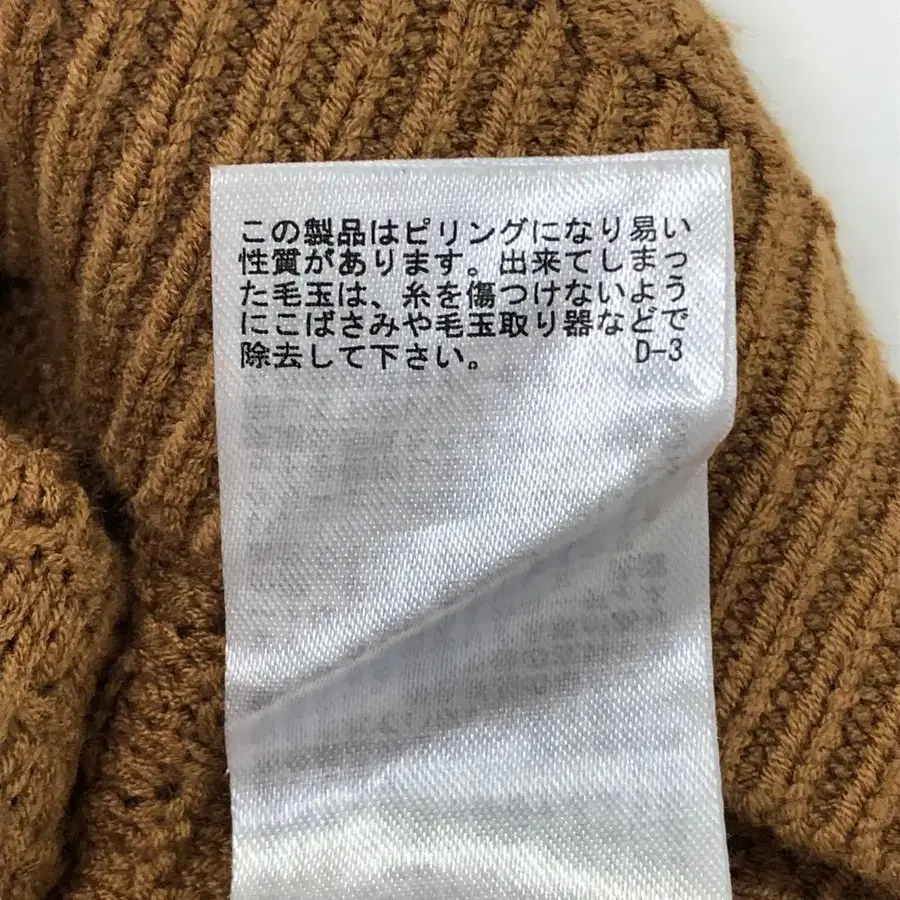 この製品はピリングになり易い
性質があります。出来てしまっ
た毛玉は、糸を傷つけないよう
にこばさみや毛玉取り器などで
除去して下さい。 D-3